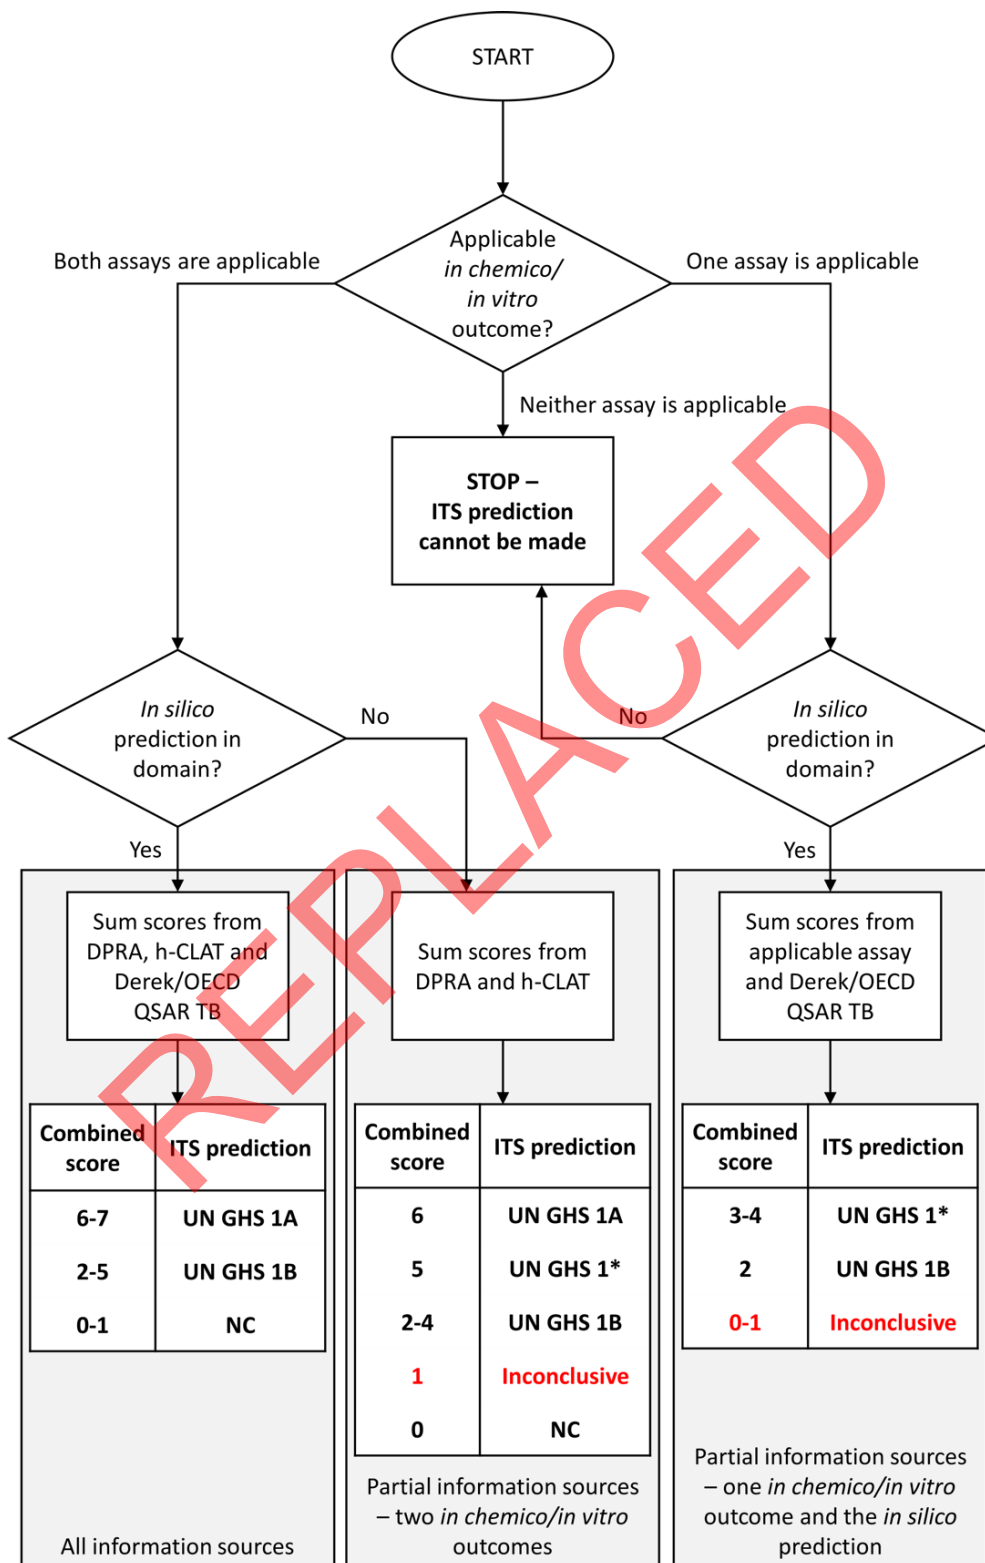 START
Applicable
in chemico/
in vitro
outcome?
Both assays are applicable
One assay is applicable
Neither assay is applicable
STOP –
ITS prediction
cannot be made
In silico
prediction in
domain?
No
Yes
No
In silico
prediction in
domain?
Yes
Sum scores from
DPRA, h-CLAT and
Derek/OECD
QSAR TB
Combined score ITS prediction
6-7 UN GHS 1A
2-5 UN GHS 1B
0-1 NC
All information sources
Sum scores from
DPRA and h-CLAT
Combined score ITS prediction
6 UN GHS 1A
5 UN GHS 1*
2-4 UN GHS 1B
1 Inconclusive
0 NC
Partial information sources
– two in chemico/in vitro
outcomes
Sum scores from
applicable assay
and Derek/OECD
QSAR TB
Combined score ITS prediction
3-4 UN GHS 1*
2 UN GHS 1B
0-1 Inconclusive
Partial information sources
– one in chemico/in vitro
outcome and the in silico
prediction
REPLACED